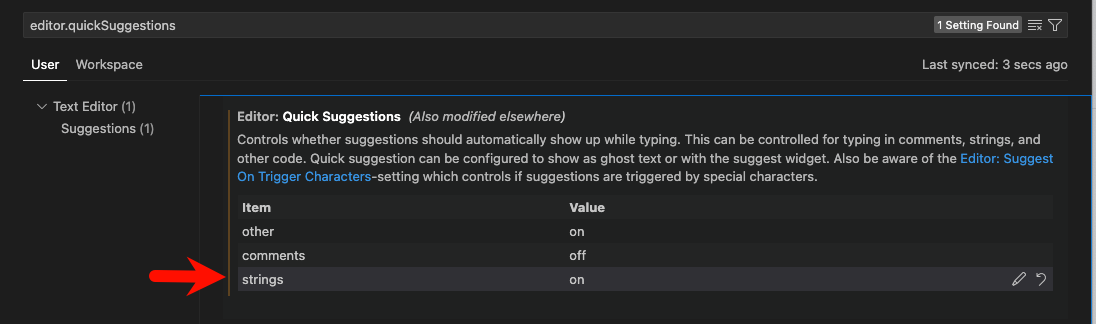 editor.quickSuggestions
1 Setting Found
User Workspace
Last synced: 3 secs ago
Text Editor (1)
Suggestions (1)
Editor: Quick Suggestions (Also modified elsewhere)
Controls whether suggestions should automatically show up while typing. This can be controlled for typing in comments, strings, and
other code. Quick suggestion can be configured to show as ghost text or with the suggest widget. Also be aware of the Editor: Suggest
On Trigger Characters-setting which controls if suggestions are triggered by special characters.
Item Value
other on
comments off
strings on